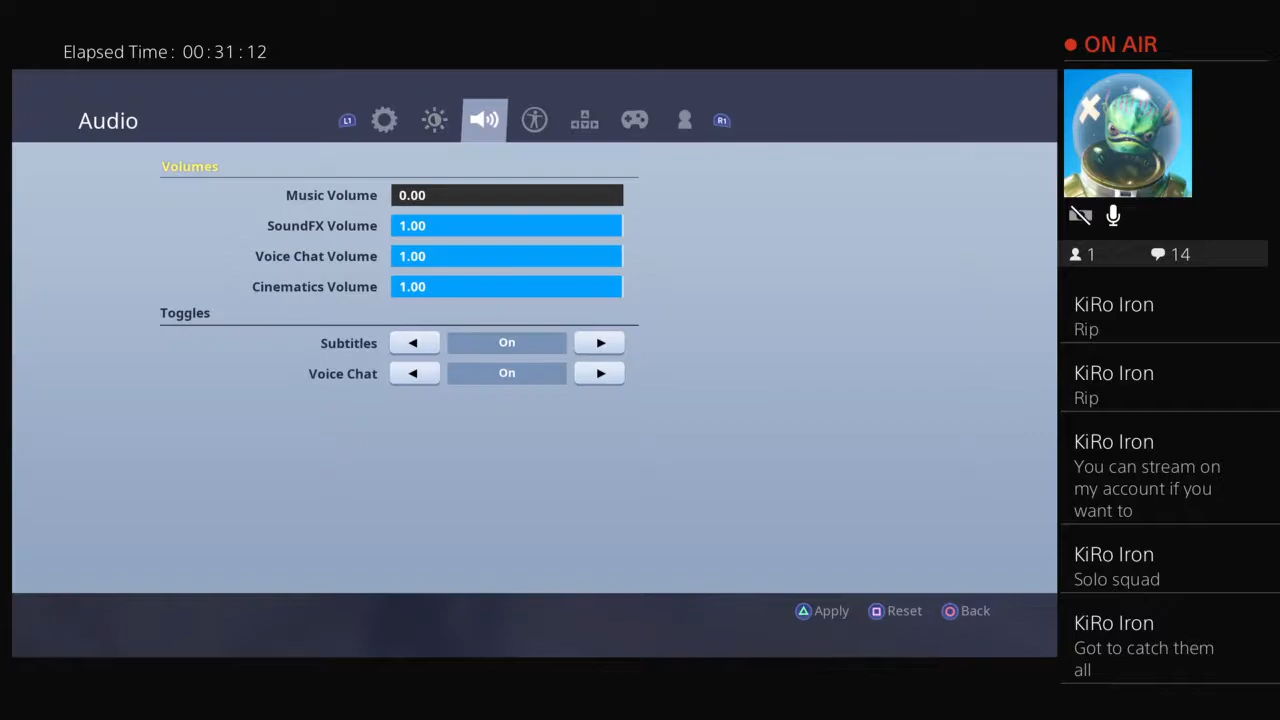 Elapsed Time: 00:31:12
ON AIR
Audio
L1
R1
Volumes
Music Volume 0.00
SoundFX Volume 1.00
Voice Chat Volume 1.00
Cinematics Volume 1.00
Toggles
Subtitles On
Voice Chat On
Apply Reset Back
1 14
KiRo Iron
Rip
KiRo Iron
Rip
KiRo Iron
You can stream on
my account if you
want to
KiRo Iron
Solo squad
KiRo Iron
Got to catch them
all